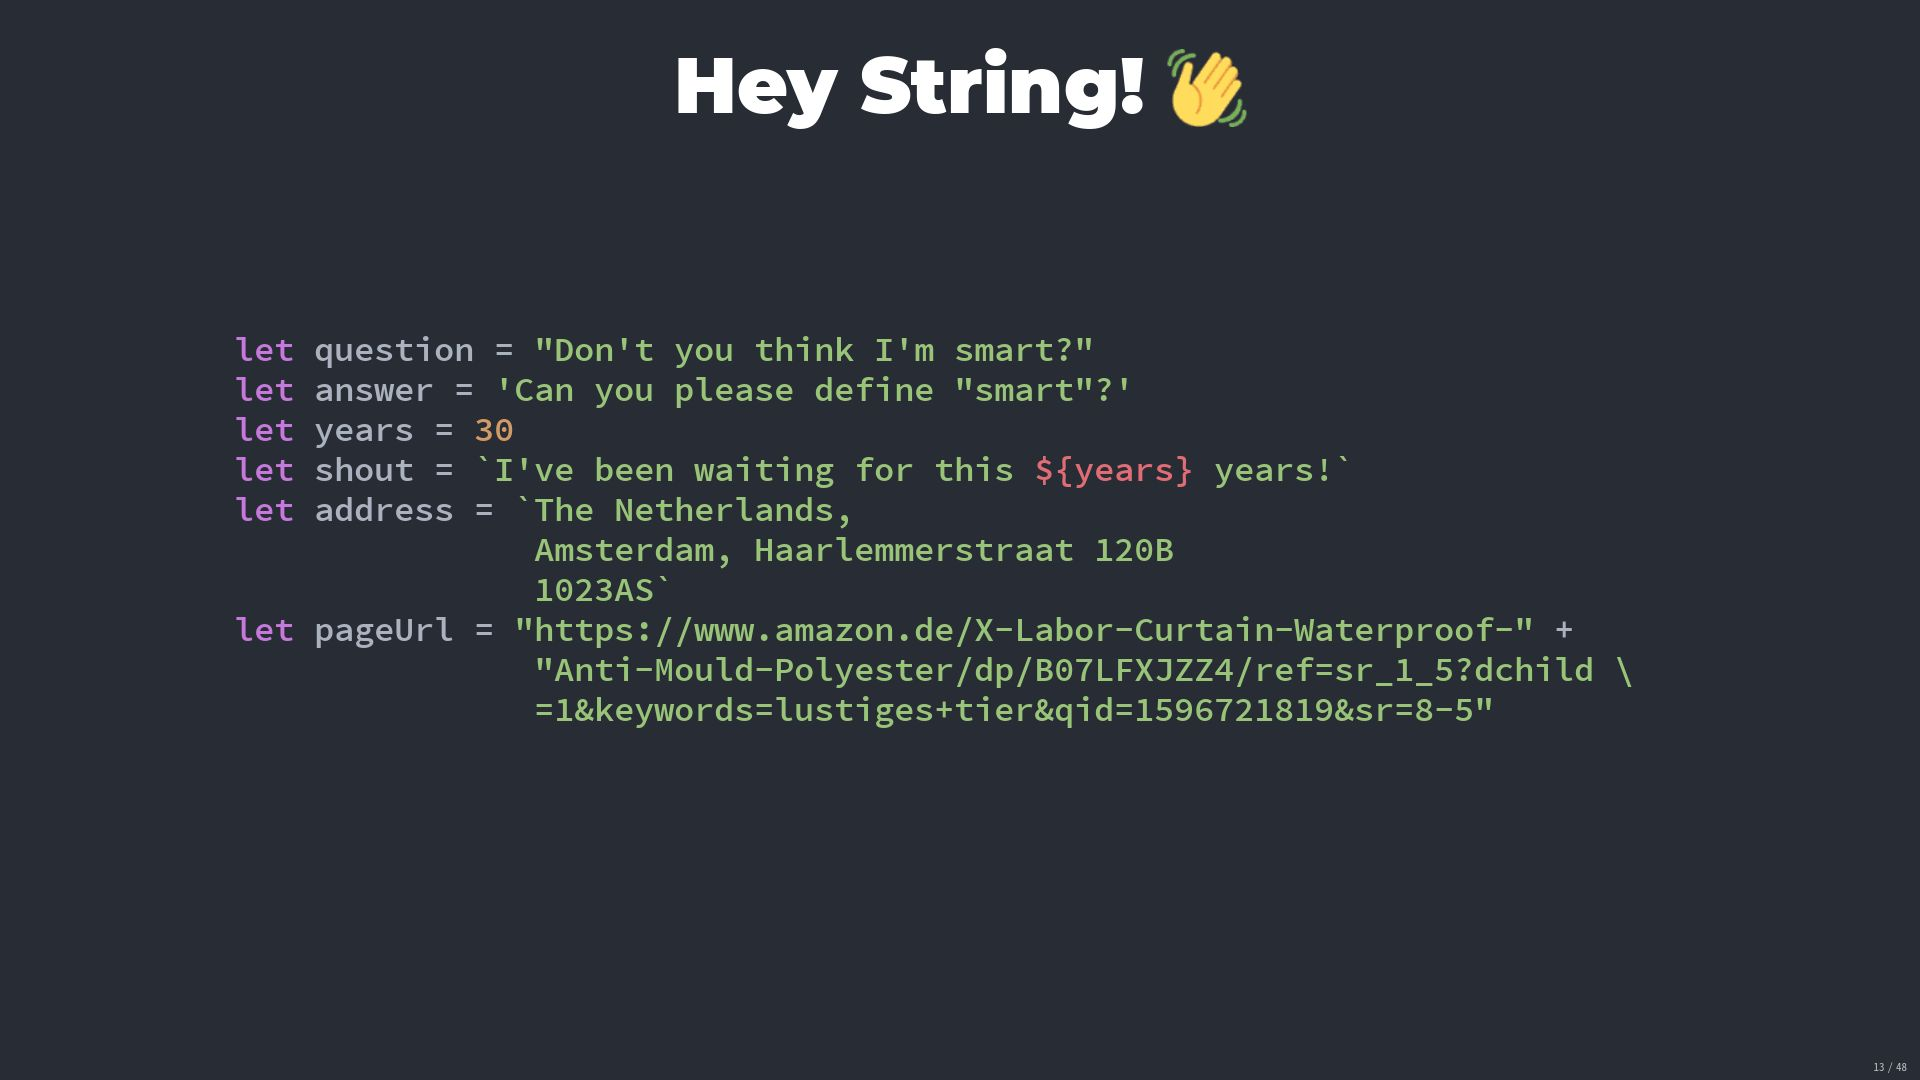 Hey String! 👋
let question = "Don't you think I'm smart?"
let answer = 'Can you please define "smart"?'
let years = 30
let shout = `I've been waiting for this ${years} years!`
let address = `The Netherlands,
               Amsterdam, Haarlemmerstraat 120B
               1023AS`
let pageUrl = "https://www.amazon.de/X-Labor-Curtain-Waterproof-" +
               "Anti-Mould-Polyester/dp/B07LFXJZZ4/ref=sr_1_5?dchild \
               =1&keywords=lustiges+tier&qid=1596721819&sr=8-5"
13 / 48